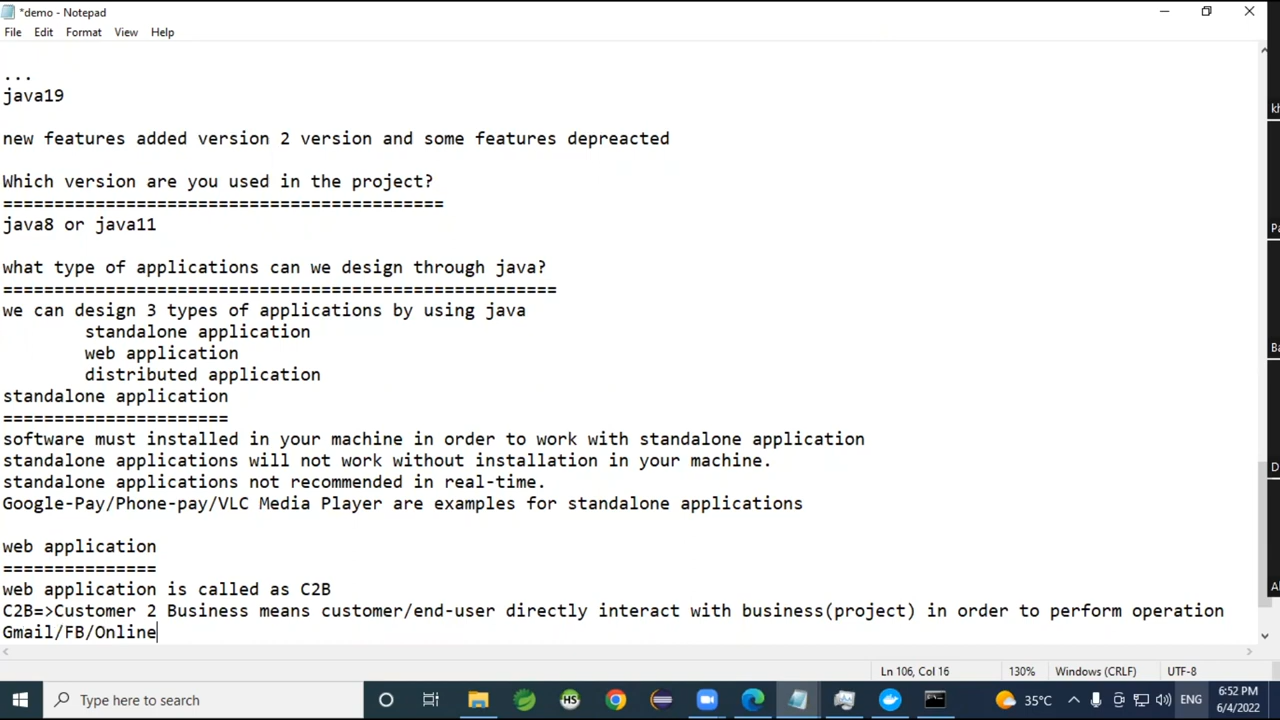 *demo - Notepad
File Edit Format View Help
...
java19
new features added version 2 version and some features depreacted
Which version are you used in the project?
===========================================
java8 or java11
what type of applications can we design through java?
======================================================
we can design 3 types of applications by using java
standalone application
web application
distributed application
standalone application
======================
software must installed in your machine in order to work with standalone application
standalone applications will not work without installation in your machine.
standalone applications not recommended in real-time.
Google-Pay/Phone-pay/VLC Media Player are examples for standalone applications
web application
===============
web application is called as C2B
C2B=>Customer 2 Business means customer/end-user directly interact with business(project) in order to perform operation
Gmail/FB/Online
Ln 106, Col 16 130% Windows (CRLF) UTF-8
Type here to search
HS
35°C
ENG
6:52 PM
6/4/2022